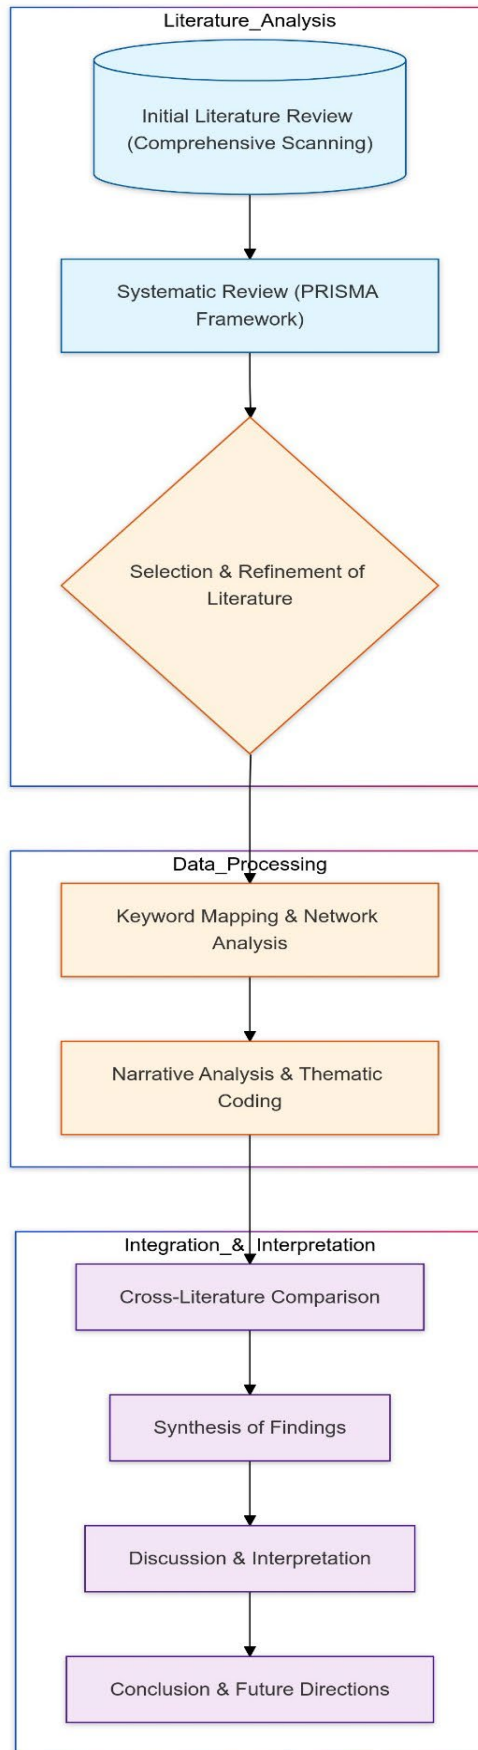 Literature_Analysis
Initial Literature Review
(Comprehensive Scanning)
Systematic Review (PRISMA
Framework)
Selection & Refinement of
Literature
Data_Processing
Keyword Mapping & Network
Analysis
Narrative Analysis & Thematic
Coding
Integration_&_Interpretation
Cross-Literature Comparison
Synthesis of Findings
Discussion & Interpretation
Conclusion & Future Directions